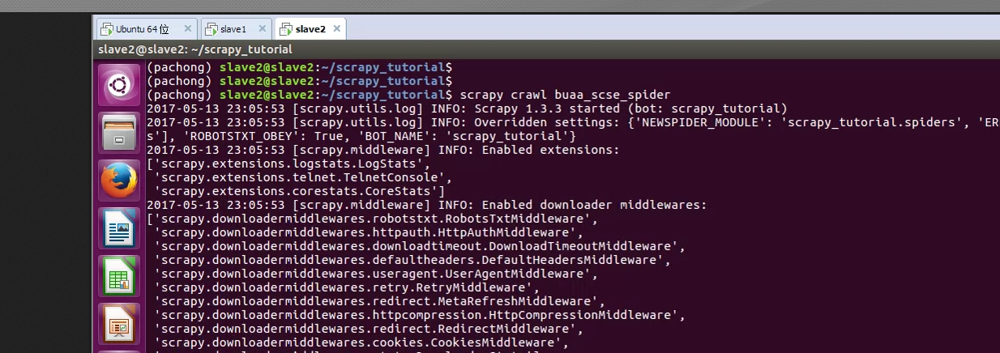 Ubuntu 64 位
slave1
slave2
slave2@slave2: ~/scrapy_tutorial
(pachong) slave2@slave2:~/scrapy_tutorial$
(pachong) slave2@slave2:~/scrapy_tutorial$
(pachong) slave2@slave2:~/scrapy_tutorial$ scrapy crawl buaa_scse_spider
2017-05-13 23:05:53 [scrapy.utils.log] INFO: Scrapy 1.3.3 started (bot: scrapy_tutorial)
2017-05-13 23:05:53 [scrapy.utils.log] INFO: Overridden settings: {'NEWSPIDER_MODULE': 'scrapy_tutorial.spiders', 'ER
s'], 'ROBOTSTXT_OBEY': True, 'BOT_NAME': 'scrapy_tutorial'}
2017-05-13 23:05:53 [scrapy.middleware] INFO: Enabled extensions:
['scrapy.extensions.logstats.LogStats',
'scrapy.extensions.telnet.TelnetConsole',
'scrapy.extensions.corestats.CoreStats']
2017-05-13 23:05:53 [scrapy.middleware] INFO: Enabled downloader middlewares:
['scrapy.downloadermiddlewares.robotstxt.RobotsTxtMiddleware',
'scrapy.downloadermiddlewares.httpauth.HttpAuthMiddleware',
'scrapy.downloadermiddlewares.downloadtimeout.DownloadTimeoutMiddleware',
'scrapy.downloadermiddlewares.defaultheaders.DefaultHeadersMiddleware',
'scrapy.downloadermiddlewares.useragent.UserAgentMiddleware',
'scrapy.downloadermiddlewares.retry.RetryMiddleware',
'scrapy.downloadermiddlewares.redirect.MetaRefreshMiddleware',
'scrapy.downloadermiddlewares.httpcompression.HttpCompressionMiddleware',
'scrapy.downloadermiddlewares.redirect.RedirectMiddleware',
'scrapy.downloadermiddlewares.cookies.CookiesMiddleware',